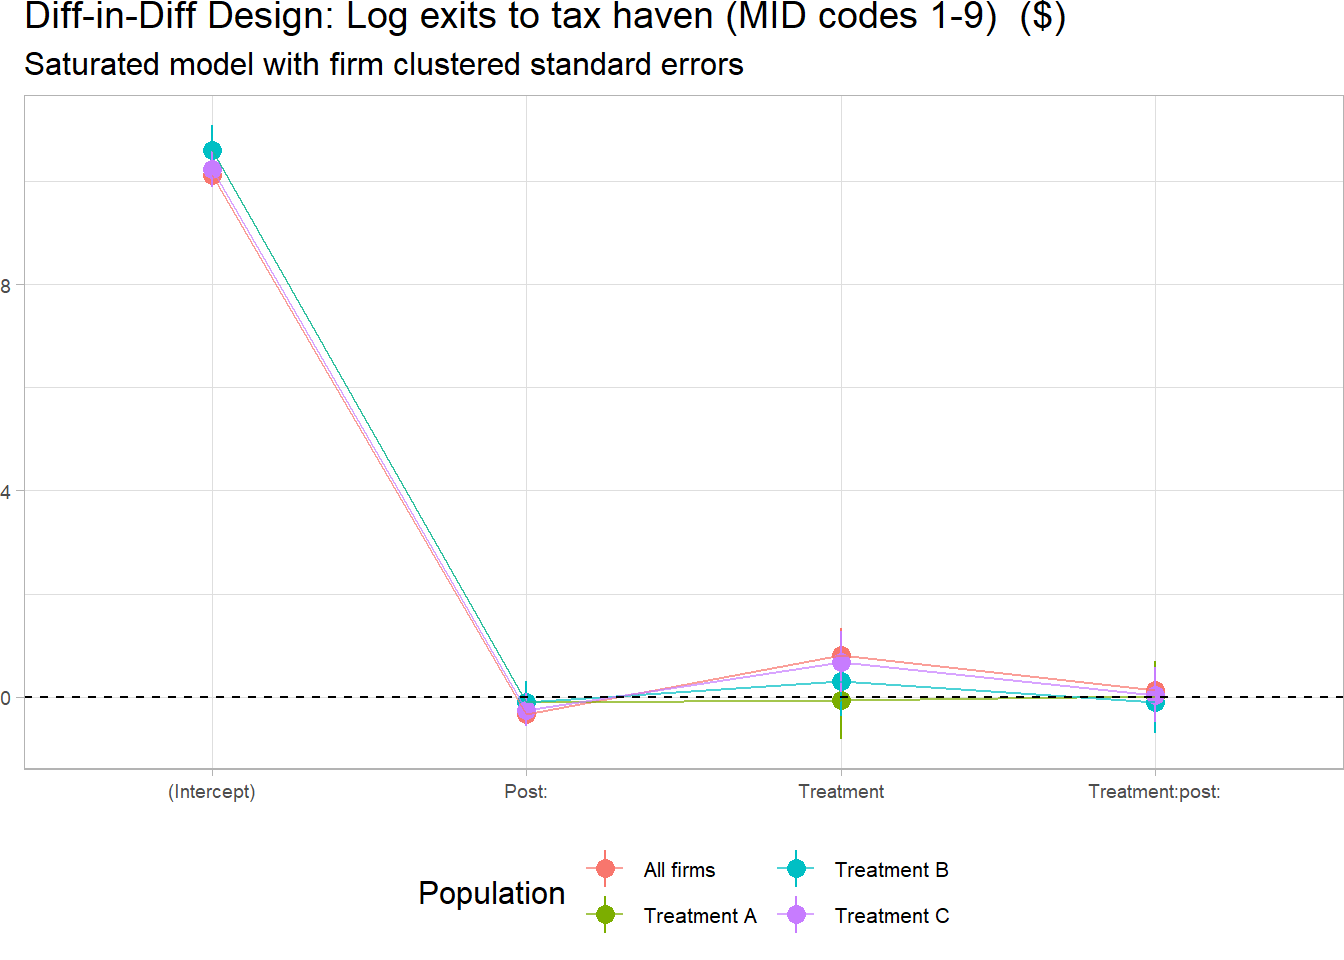 Diff-in-Diff Design: Log exits to tax haven (MID codes 1-9)  ($)
Saturated model with firm clustered standard errors
8
4
0
(Intercept) Post: Treatment Treatment:post:
Population
All firms Treatment B
Treatment A Treatment C